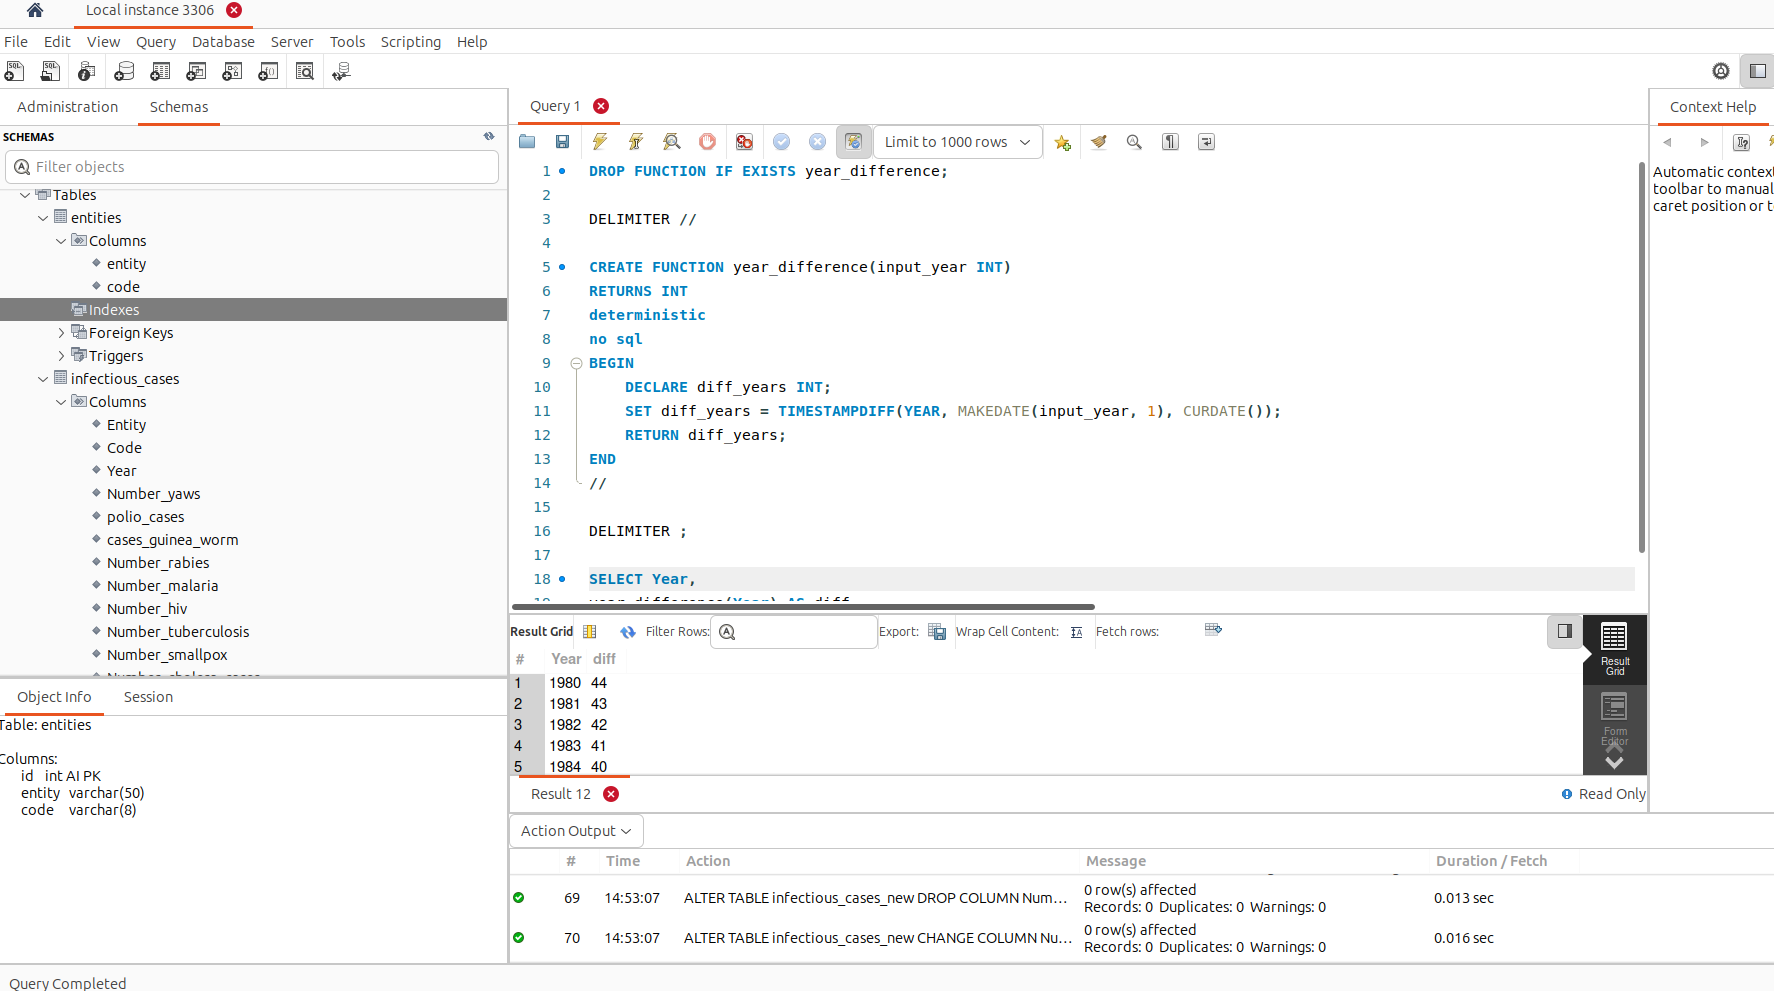 Local instance 3306
File Edit View Query Database Server Tools Scripting Help
Administration Schemas
SCHEMAS
Filter objects
Tables
entities
Columns
entity
code
Indexes
Foreign Keys
Triggers
infectious_cases
Columns
Entity
Code
Year
Number_yaws
polio_cases
cases_guinea_worm
Number_rabies
Number_malaria
Number_hiv
Number_tuberculosis
Number_smallpox
Object Info Session
Table: entities
Columns:
id int AI PK
entity varchar(50)
code varchar(8)
Query 1
Limit to 1000 rows
1 DROP FUNCTION IF EXISTS year_difference;
2
3 DELIMITER //
4
5 CREATE FUNCTION year_difference(input_year INT)
6 RETURNS INT
7 deterministic
8 no sql
9 BEGIN
10 DECLARE diff_years INT;
11 SET diff_years = TIMESTAMPDIFF(YEAR, MAKEDATE(input_year, 1), CURDATE());
12 RETURN diff_years;
13 END
14 //
15
16 DELIMITER ;
17
18 SELECT Year,
19 year_difference(Year) AS diff
Result Grid Filter Rows: Export: Wrap Cell Content: Fetch rows:
# Year diff
1 1980 44
2 1981 43
3 1982 42
4 1983 41
5 1984 40
Result Grid
Form Editor
Result 12
Read Only
Context Help
Automatic context
toolbar to manual
caret position or t
Action Output
# Time Action Message Duration / Fetch
69 14:53:07 ALTER TABLE infectious_cases_new DROP COLUMN Num... 0 row(s) affected
Records: 0 Duplicates: 0 Warnings: 0 0.013 sec
70 14:53:07 ALTER TABLE infectious_cases_new CHANGE COLUMN Nu... 0 row(s) affected
Records: 0 Duplicates: 0 Warnings: 0 0.016 sec
Query Completed